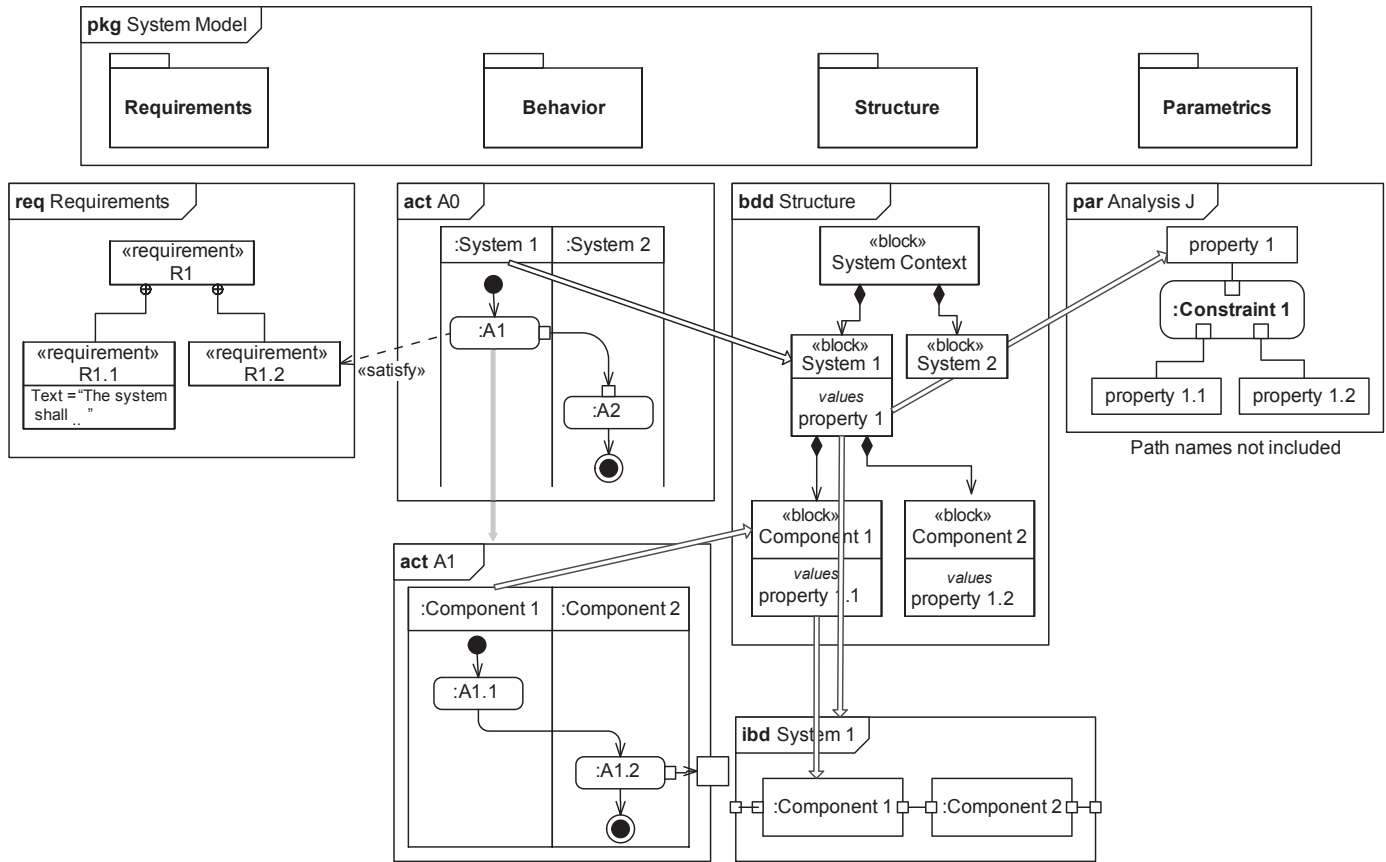 pkg System Model
Requirements
Behavior
Structure
Parametrics
req Requirements
«requirement»
R1
«requirement»
R1.1
Text = “The system
shall .. ”
«requirement»
R1.2
«satisfy»
act A0
:System 1
:System 2
:A1
:A2
bdd Structure
«block»
System Context
«block»
System 1
values
property 1
«block»
System 2
«block»
Component 1
values
property 1.1
«block»
Component 2
values
property 1.2
par Analysis J
property 1
:Constraint 1
property 1.1
property 1.2
Path names not included
act A1
:Component 1
:Component 2
:A1.1
:A1.2
ibd System 1
:Component 1
:Component 2